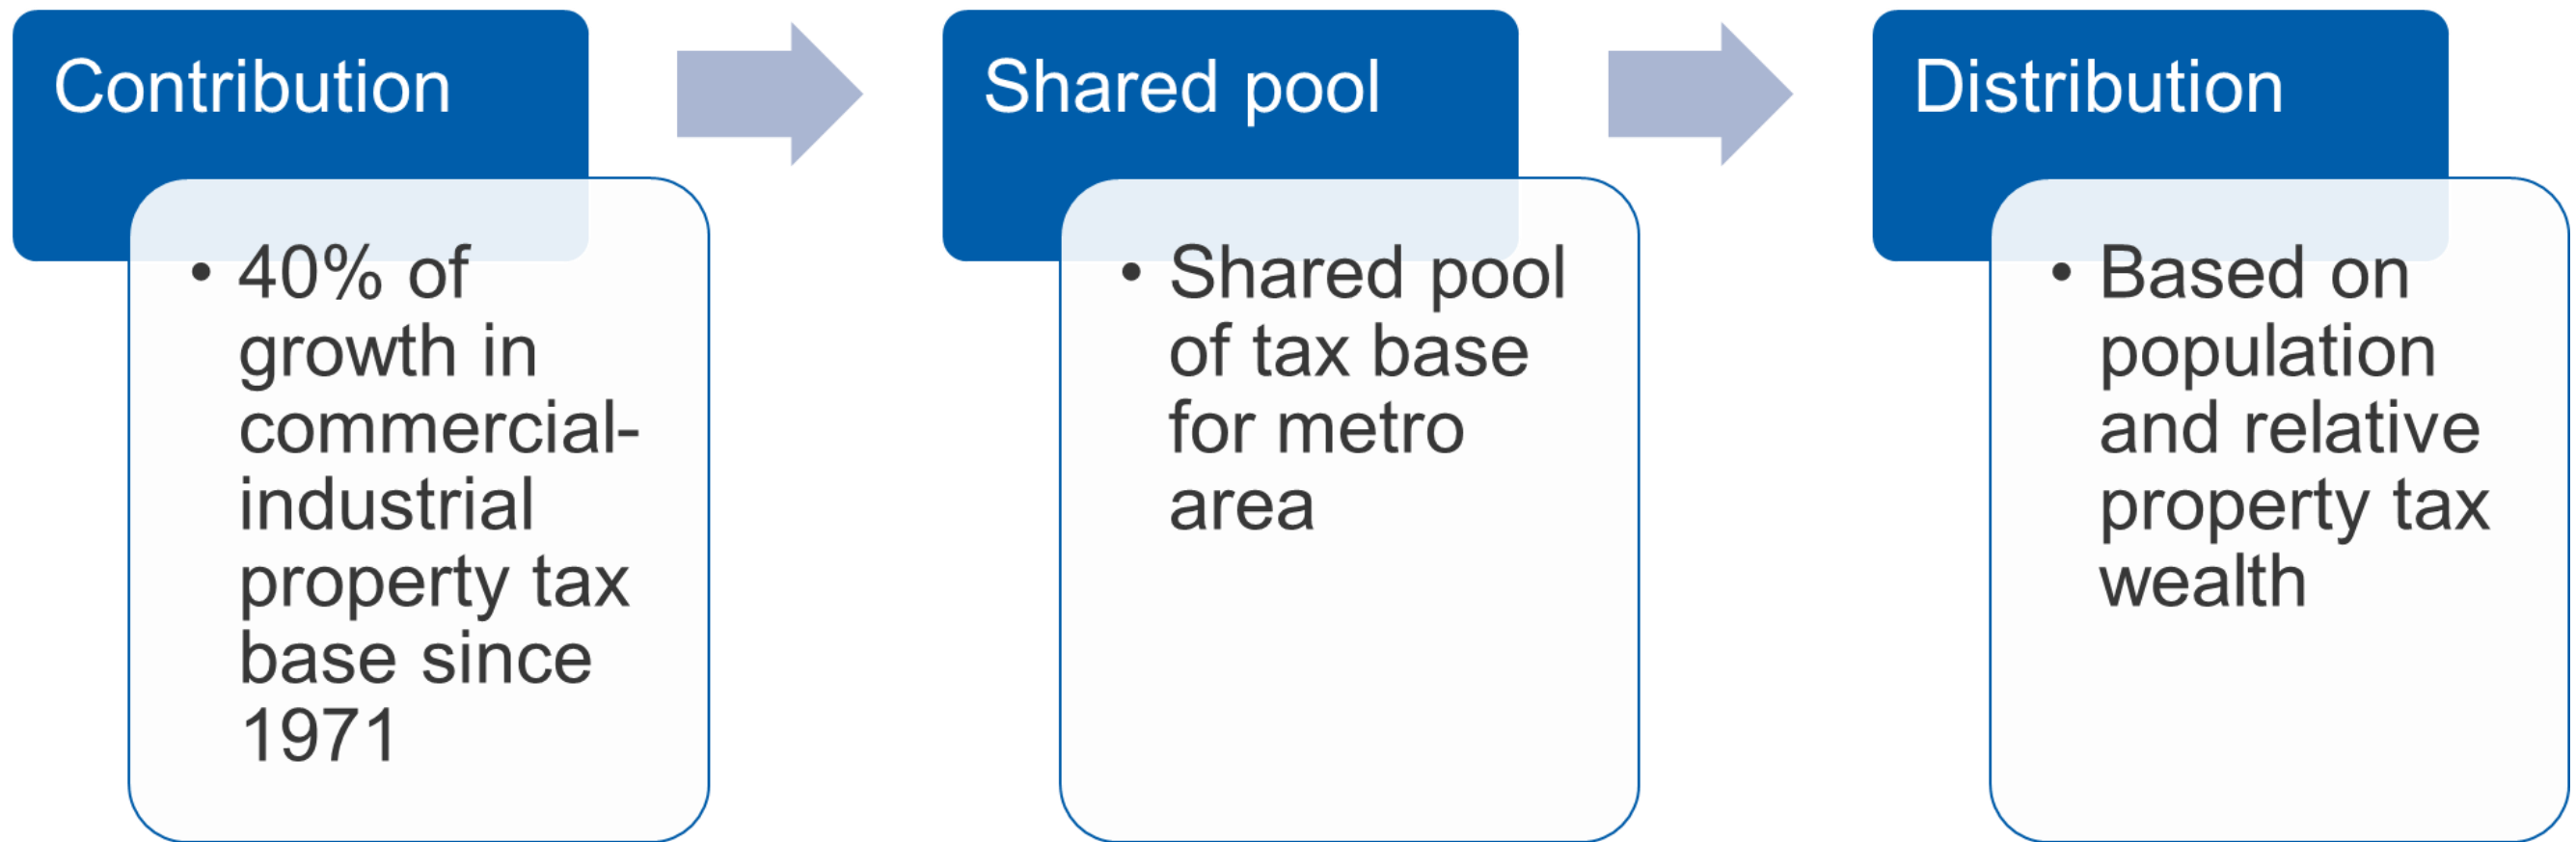 Contribution
• 40% of
growth in
commercial-
industrial
property tax
base since
1971
Shared pool
• Shared pool
of tax base
for metro
area
Distribution
• Based on
population
and relative
property tax
wealth